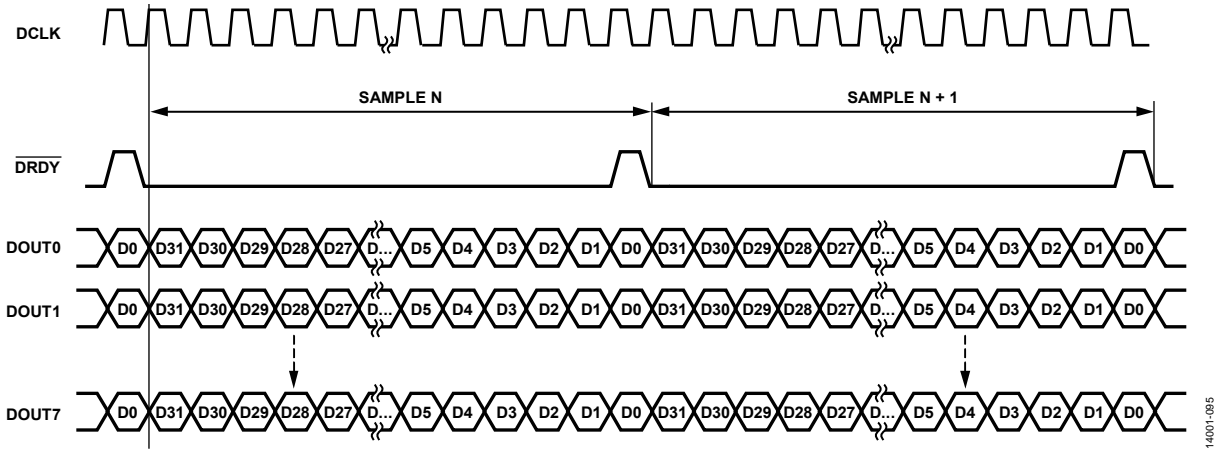 DCLK
SAMPLE N SAMPLE N + 1
DRDY
DOUT0 D0 D31 D30 D29 D28 D27 D... D5 D4 D3 D2 D1 D0 D31 D30 D29 D28 D27 D... D5 D4 D3 D2 D1 D0
DOUT1 D0 D31 D30 D29 D28 D27 D... D5 D4 D3 D2 D1 D0 D31 D30 D29 D28 D27 D... D5 D4 D3 D2 D1 D0
DOUT7 D0 D31 D30 D29 D28 D27 D... D5 D4 D3 D2 D1 D0 D31 D30 D29 D28 D27 D... D5 D4 D3 D2 D1 D0
14001-095